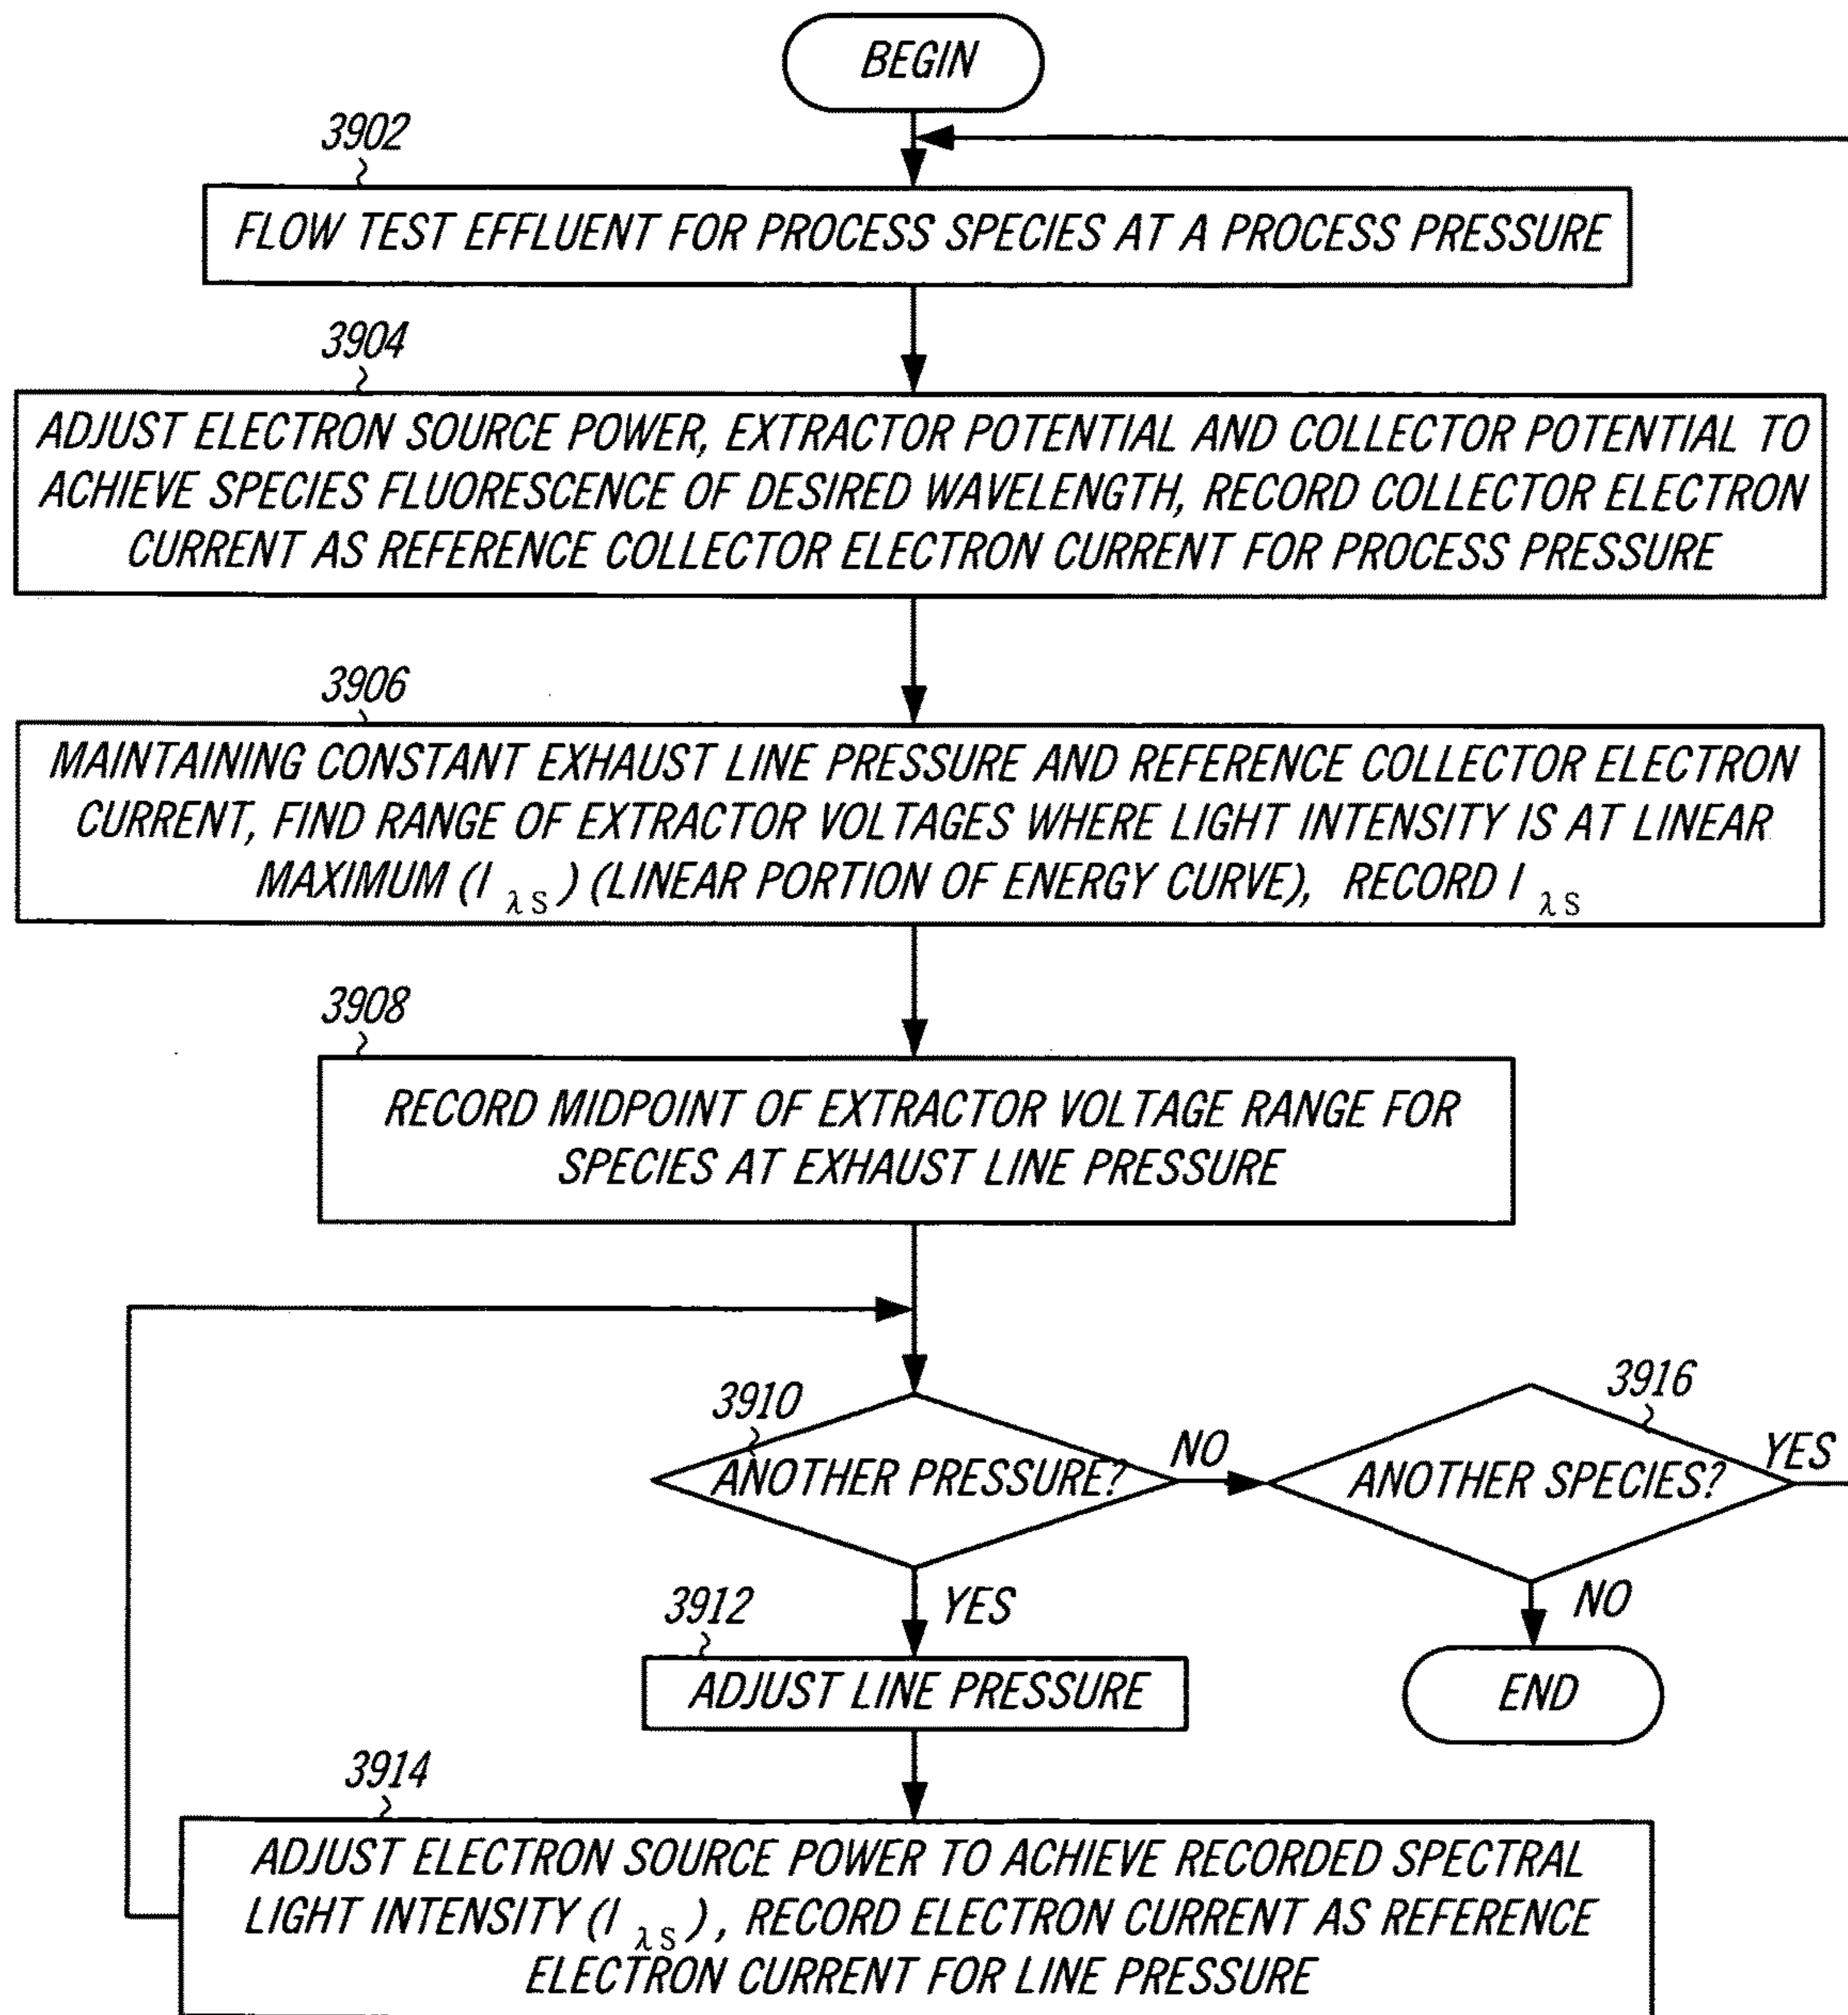 BEGIN
3902
FLOW TEST EFFLUENT FOR PROCESS SPECIES AT A PROCESS PRESSURE
3904
ADJUST ELECTRON SOURCE POWER, EXTRACTOR POTENTIAL AND COLLECTOR POTENTIAL TO
ACHIEVE SPECIES FLUORESCENCE OF DESIRED WAVELENGTH, RECORD COLLECTOR ELECTRON
CURRENT AS REFERENCE COLLECTOR ELECTRON CURRENT FOR PROCESS PRESSURE
3906
MAINTAINING CONSTANT EXHAUST LINE PRESSURE AND REFERENCE COLLECTOR ELECTRON
CURRENT, FIND RANGE OF EXTRACTOR VOLTAGES WHERE LIGHT INTENSITY IS AT LINEAR
MAXIMUM (I λS) (LINEAR PORTION OF ENERGY CURVE), RECORD I λS
3908
RECORD MIDPOINT OF EXTRACTOR VOLTAGE RANGE FOR
SPECIES AT EXHAUST LINE PRESSURE
3910
ANOTHER PRESSURE?
NO
3916
ANOTHER SPECIES?
YES
YES
NO
3912
ADJUST LINE PRESSURE
END
3914
ADJUST ELECTRON SOURCE POWER TO ACHIEVE RECORDED SPECTRAL
LIGHT INTENSITY (I λS), RECORD ELECTRON CURRENT AS REFERENCE
ELECTRON CURRENT FOR LINE PRESSURE